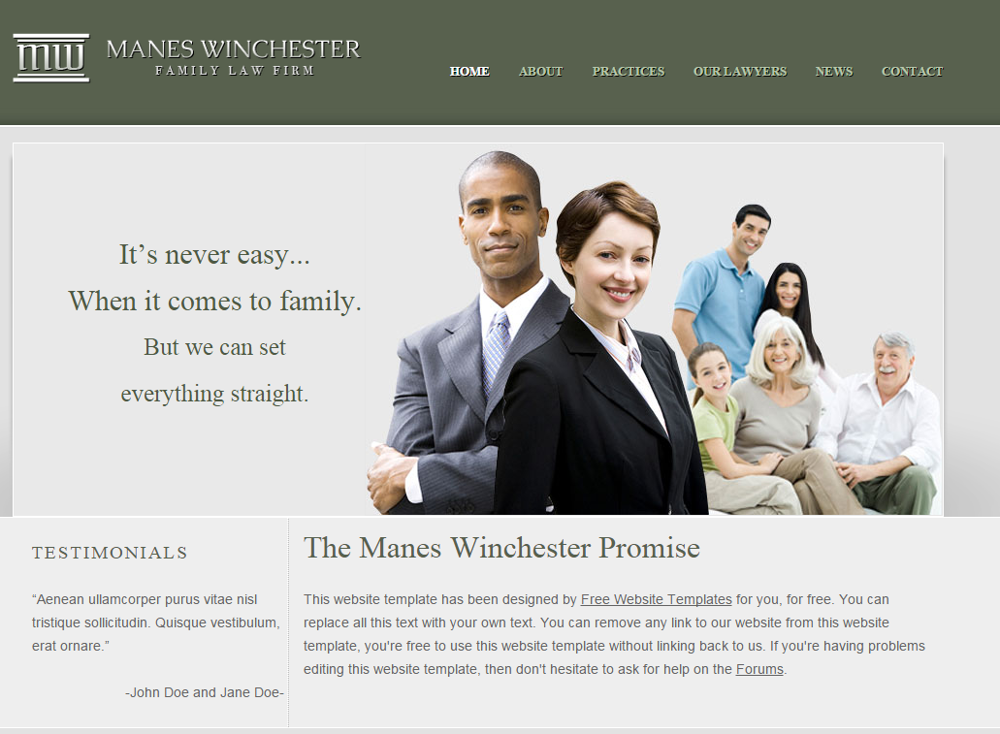 mw
MANES WINCHESTER
FAMILY LAW FIRM
HOME ABOUT PRACTICES OUR LAWYERS NEWS CONTACT
It’s never easy...
When it comes to family.
But we can set
everything straight.
TESTIMONIALS
“Aenean ullamcorper purus vitae nisl
tristique sollicitudin. Quisque vestibulum,
erat ornare.”
-John Doe and Jane Doe-
The Manes Winchester Promise
This website template has been designed by Free Website Templates for you, for free. You can
replace all this text with your own text. You can remove any link to our website from this website
template, you're free to use this website template without linking back to us. If you're having problems
editing this website template, then don't hesitate to ask for help on the Forums.